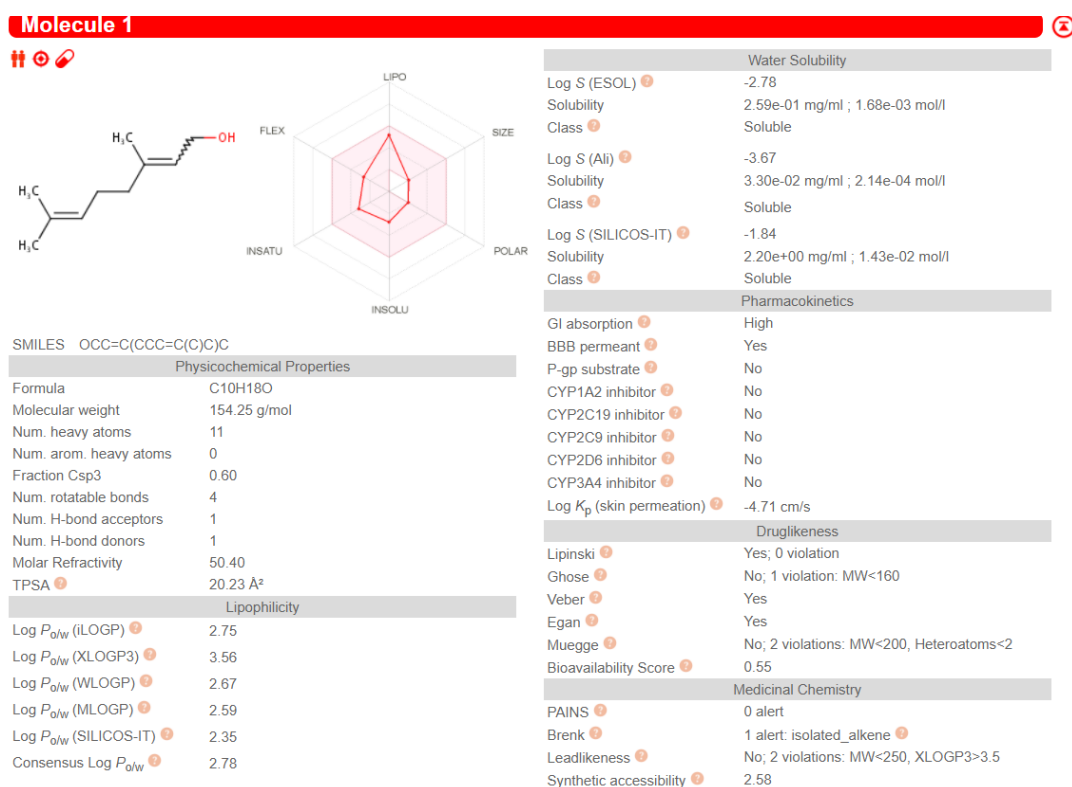 Molecule 1
H₃C
OH
H₃C
H₃C
LIPO
FLEX
SIZE
INSATU
POLAR
INSOLU
SMILES OCC=C(CCC=C(C)C)C
Physicochemical Properties
Formula C10H18O
Molecular weight 154.25 g/mol
Num. heavy atoms 11
Num. arom. heavy atoms 0
Fraction Csp3 0.60
Num. rotatable bonds 4
Num. H-bond acceptors 1
Num. H-bond donors 1
Molar Refractivity 50.40
TPSA ? 20.23 Å²
Lipophilicity
Log Po/w (iLOGP) ? 2.75
Log Po/w (XLOGP3) ? 3.56
Log Po/w (WLOGP) ? 2.67
Log Po/w (MLOGP) ? 2.59
Log Po/w (SILICOS-IT) ? 2.35
Consensus Log Po/w ? 2.78
Water Solubility
Log S (ESOL) ? -2.78
Solubility 2.59e-01 mg/ml ; 1.68e-03 mol/l
Class ? Soluble
Log S (Ali) ? -3.67
Solubility 3.30e-02 mg/ml ; 2.14e-04 mol/l
Class ? Soluble
Log S (SILICOS-IT) ? -1.84
Solubility 2.20e+00 mg/ml ; 1.43e-02 mol/l
Class ? Soluble
Pharmacokinetics
GI absorption ? High
BBB permeant ? Yes
P-gp substrate ? No
CYP1A2 inhibitor ? No
CYP2C19 inhibitor ? No
CYP2C9 inhibitor ? No
CYP2D6 inhibitor ? No
CYP3A4 inhibitor ? No
Log Kp (skin permeation) ? -4.71 cm/s
Druglikeness
Lipinski ? Yes; 0 violation
Ghose ? No; 1 violation: MW<160
Veber ? Yes
Egan ? Yes
Muegge ? No; 2 violations: MW<200, Heteroatoms<2
Bioavailability Score ? 0.55
Medicinal Chemistry
PAINS ? 0 alert
Brenk ? 1 alert: isolated_alkene ?
Leadlikeness ? No; 2 violations: MW<250, XLOGP3>3.5
Synthetic accessibility ? 2.58